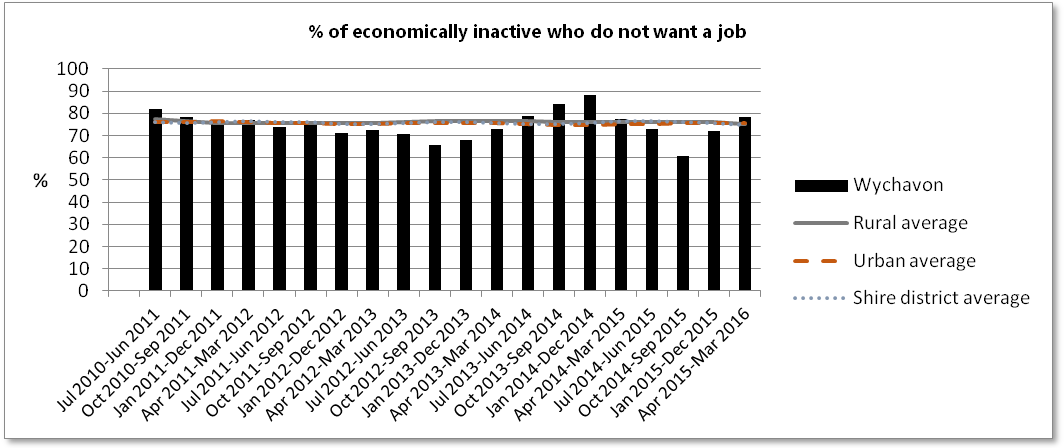 % of economically inactive who do not want a job
100
90
80
70
60
50
40
30
20
10
0
%
Jul 2010-Jun 2011
Oct 2010-Sep 2011
Jan 2011-Dec 2011
Apr 2011-Mar 2012
Jul 2011-Jun 2012
Oct 2011-Sep 2012
Jan 2012-Dec 2012
Apr 2012-Mar 2013
Jul 2012-Jun 2013
Oct 2012-Sep 2013
Jan 2013-Dec 2013
Apr 2013-Mar 2014
Jul 2013-Jun 2014
Oct 2013-Sep 2014
Jan 2014-Dec 2014
Apr 2014-Mar 2015
Jul 2014-Jun 2015
Oct 2014-Sep 2015
Jan 2015-Dec 2015
Apr 2015-Mar 2016
Wychavon
Rural average
Urban average
Shire district average